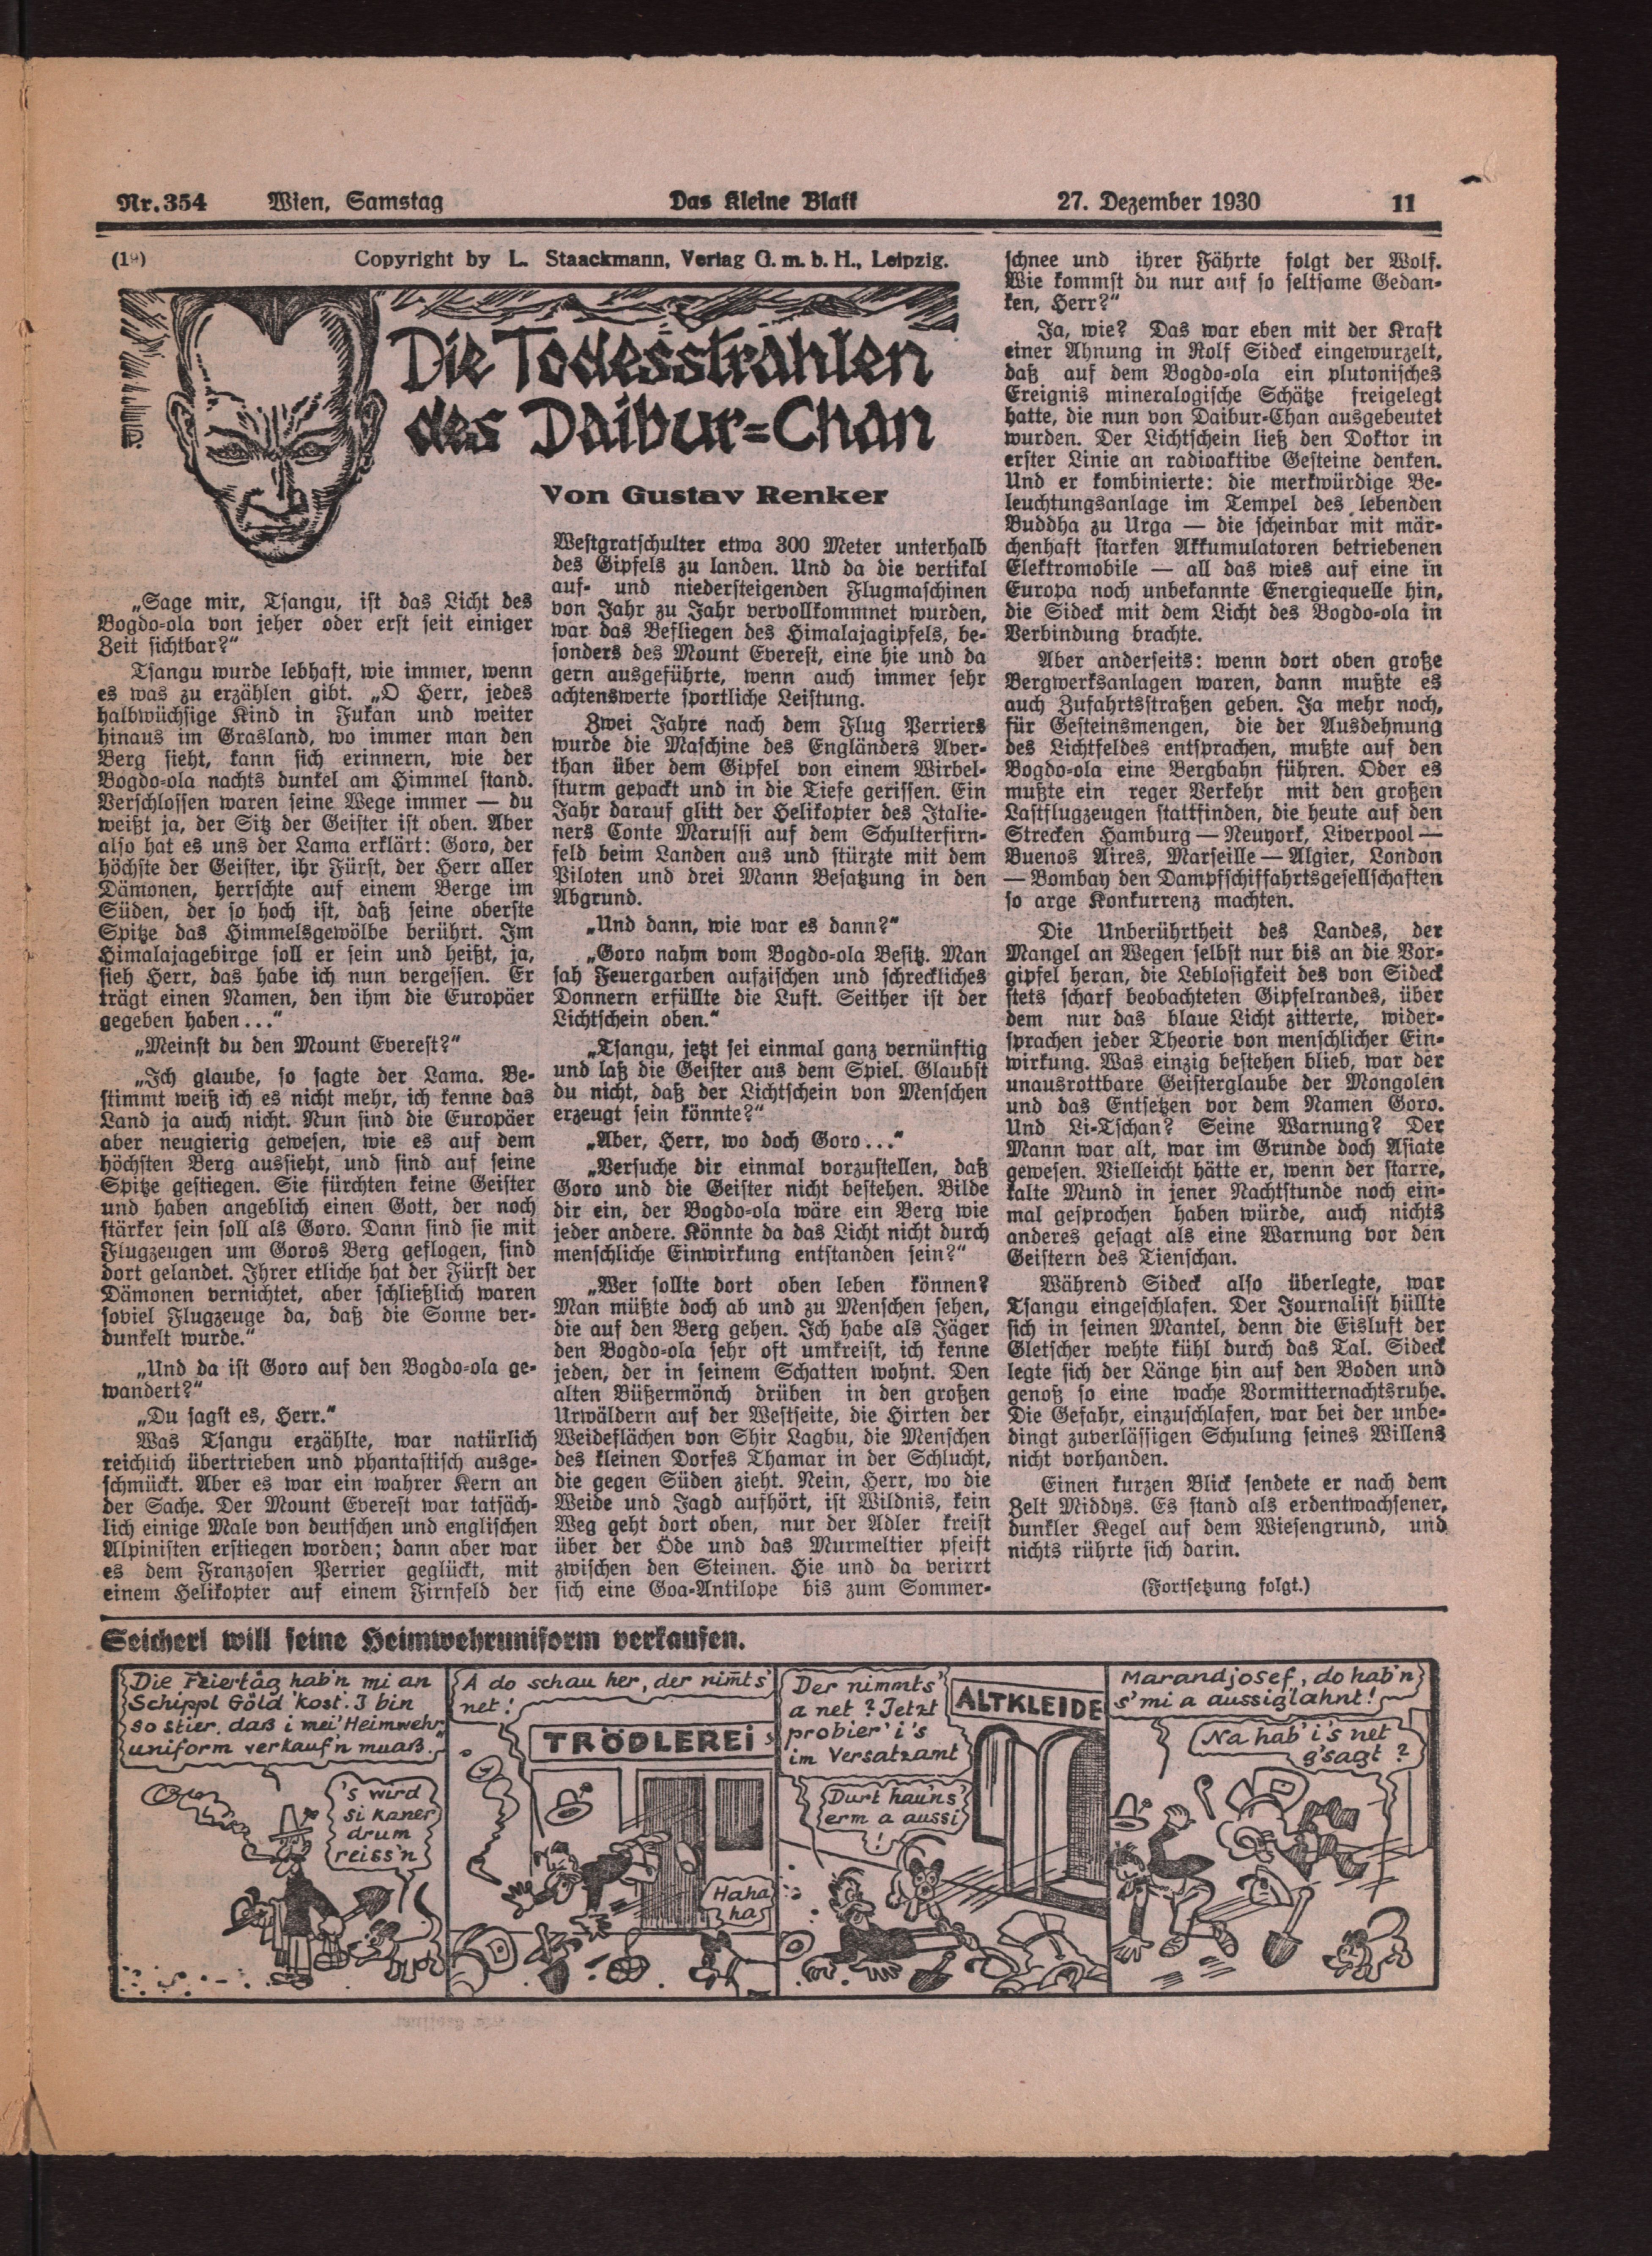 Nr. 354 Wien, Samstag Das Kleine Blatt 27. Dezember 1930 11
Copyright by L. Staackmann, Verlag G. m. b. H., Leipzig.
Die Todesstrahlen
des Daibur=Chan
Von Gustav Renker
„Sage mir, Tsangu, ist das Licht des
Bogdo-ola von jeher oder erst seit einiger
Zeit sichtbar?“
Tsangu wurde lebhaft, wie immer, wenn
es was zu erzählen gibt. „O Herr, jedes
halbwüchsige Kind in Fukan und weiter
hinaus im Grasland, wo immer man den
Berg sieht, kann sich erinnern, wie der
Bogdo-ola nachts dunkel am Himmel stand.
Verschlossen waren seine Wege immer — du
weißt ja, der Sitz der Geister ist oben. Aber
also hat es uns der Lama erklärt: Goro, der
höchste der Geister, ihr Fürst, der Herr aller
Dämonen, herrschte auf einem Berge im
Süden, der so hoch ist, daß seine oberste
Spitze das Himmelsgewölbe berührt. Im
Himalajagebirge soll er sein und heißt, ja,
sieh Herr, das habe ich nun vergessen. Er
trägt einen Namen, den ihm die Europäer
gegeben haben . . .“
„Meinst du den Mount Everest?“
„Ich glaube, so sagte der Lama. Be-
stimmt weiß ich es nicht mehr, ich kenne das
Land ja auch nicht. Nun sind die Europäer
aber neugierig gewesen, wie es auf dem
höchsten Berg aussieht, und sind auf seine
Spitze gestiegen. Sie fürchten keine Geister
und haben angeblich einen Gott, der noch
stärker sein soll als Goro. Dann sind sie mit
Flugzeugen um Goros Berg geflogen, sind
dort gelandet. Ihrer etliche hat der Fürst der
Dämonen vernichtet, aber schließlich waren
soviel Flugzeuge da, daß die Sonne ver-
dunkelt wurde.“
„Und da ist Goro auf den Bogdo-ola ge-
wandert?“
„Du sagst es, Herr.“
Was Tsangu erzählte, war natürlich
reichlich übertrieben und phantastisch ausge-
schmückt. Aber es war ein wahrer Kern an
der Sache. Der Mount Everest war tatsäch-
lich einige Male von deutschen und englischen
Alpinisten erstiegen worden; dann aber war
es dem Franzosen Perrier geglückt, mit
einem Helikopter auf einem Firnfeld der
Westgratschulter etwa 300 Meter unterhalb
des Gipfels zu landen. Und da die vertikal
auf- und niedersteigenden Flugmaschinen
von Jahr zu Jahr vervollkommnet wurden,
war das Befliegen des Himalajagipfels, be-
sonders des Mount Everest, eine hie und da
gern ausgeführte, wenn auch immer sehr
achtenswerte sportliche Leistung.
Zwei Jahre nach dem Flug Perriers
wurde die Maschine des Engländers Aver-
than über dem Gipfel von einem Wirbel-
sturm gepackt und in die Tiefe gerissen. Ein
Jahr darauf glitt der Helikopter des Italie-
ners Conte Marussi auf dem Schulterfirn-
feld beim Landen aus und stürzte mit dem
Piloten und drei Mann Besatzung in den
Abgrund.
„Und dann, wie war es dann?“
„Goro nahm vom Bogdo-ola Besitz. Man
sah Feuergarben aufzischen und schreckliches
Donnern erfüllte die Luft. Seither ist der
Lichtschein oben.“
„Tsangu, jetzt sei einmal ganz vernünftig
und laß die Geister aus dem Spiel. Glaubst
du nicht, daß der Lichtschein von Menschen
erzeugt sein könnte?“
„Aber, Herr, wo doch Goro . . .“
„Versuche dir einmal vorzustellen, daß
Goro und die Geister nicht bestehen. Bilde
dir ein, der Bogdo-ola wäre ein Berg wie
jeder andere. Könnte da das Licht nicht durch
menschliche Einwirkung entstanden sein?“
„Wer sollte dort oben leben können?
Man müßte doch ab und zu Menschen sehen,
die auf den Berg gehen. Ich habe als Jäger
den Bogdo-ola sehr oft umkreist, ich kenne
jeden, der in seinem Schatten wohnt. Den
alten Büßermönch drüben in den großen
Urwäldern auf der Westseite, die Hirten der
Weideflächen von Shir Lagbu, die Menschen
des kleinen Dorfes Thamar in der Schlucht,
die gegen Süden zieht. Nein, Herr, wo die
Weide und Jagd aufhört, ist Wildnis, kein
Weg geht dort oben, nur der Adler kreist
über der Öde und das Murmeltier pfeift
zwischen den Steinen. Hie und da verirrt
sich eine Goa-Antilope bis zum Sommer-
schnee und ihrer Fährte folgt der Wolf.
Wie kommst du nur auf so seltsame Gedan-
ken, Herr?“
Ja, wie? Das war eben mit der Kraft
einer Ahnung in Rolf Sideck eingewurzelt,
daß auf dem Bogdo-ola ein plutonisches
Ereignis mineralogische Schätze freigelegt
hatte, die nun von Daibur-Chan ausgebeutet
wurden. Der Lichtschein ließ den Doktor in
erster Linie an radioaktive Gesteine denken.
Und er kombinierte: die merkwürdige Be-
leuchtungsanlage im Tempel des lebenden
Buddha zu Urga — die scheinbar mit mär-
chenhaft starken Akkumulatoren betriebenen
Elektromobile — all das wies auf eine in
Europa noch unbekannte Energiequelle hin,
die Sideck mit dem Licht des Bogdo-ola in
Verbindung brachte.
Aber anderseits: wenn dort oben große
Bergwerksanlagen waren, dann mußte es
auch Zufahrtsstraßen geben. Ja mehr noch,
für Gesteinsmengen, die der Ausdehnung
des Lichtfeldes entsprachen, mußte auf den
Bogdo-ola eine Bergbahn führen. Oder es
mußte ein reger Verkehr mit den großen
Lastflugzeugen stattfinden, die heute auf den
Strecken Hamburg — Neuyork, Liverpool —
Buenos Aires, Marseille — Algier, London
— Bombay den Dampfschiffahrtsgesellschaften
so arge Konkurrenz machten.
Die Unberührtheit des Landes, der
Mangel an Wegen selbst nur bis an die Vor-
gipfel heran, die Leblosigkeit des von Sideck
stets scharf beobachteten Gipfelrandes, über
dem nur das blaue Licht zitterte, wider-
sprachen jeder Theorie von menschlicher Ein-
wirkung. Was einzig bestehen blieb, war der
unausrottbare Geisterglaube der Mongolen
und das Entsetzen vor dem Namen Goro.
Und Li-Tschan? Seine Warnung? Der
Mann war alt, war im Grunde doch Asiate
gewesen. Vielleicht hätte er, wenn der starre,
kalte Mund in jener Nachtstunde noch ein-
mal gesprochen haben würde, auch nichts
anderes gesagt als eine Warnung vor den
Geistern des Tienschan.
Während Sideck also überlegte, war
Tsangu eingeschlafen. Der Journalist hüllte
sich in seinen Mantel, denn die Eisluft der
Gletscher wehte kühl durch das Tal. Sideck
legte sich der Länge hin auf den Boden und
genoß so eine wache Vormitternachtsruhe.
Die Gefahr, einzuschlafen, war bei der unbe-
dingt zuverlässigen Schulung seines Willens
nicht vorhanden.
Einen kurzen Blick sendete er nach dem
Zelt Middys. Es stand als erdentwachsener,
dunkler Kegel auf dem Wiesengrund, und
nichts rührte sich darin.
(Fortsetzung folgt.)
Seicherl will seine Heimwehruniform verkaufen.
Die Feiertäg hab'n mi an
Schippl Göld 'kost. I bin
so stier, daß i mei' Heimwehr-
uniform verkauf'n muaß.
's wird
si kaner
drum
reiss'n
A do schau her, der nimt's
net!
TRÖDLEREI
Haha
ha
Der nimmts'
a net? Jetzt
probier' i's
im Versatzamt
ALTKLEIDE
Durt hau'ns
erm a aussi
!
Marandjosef, do hab'n
s' mi a aussig'lahnt!
Na hab' i's net
g'sagt?